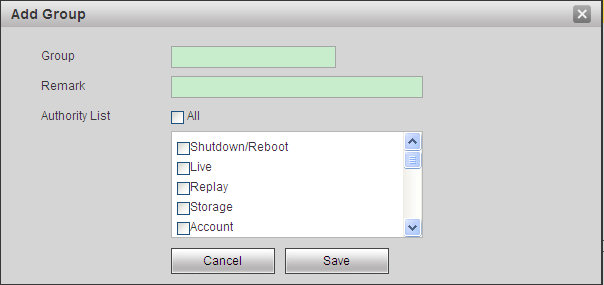 Add Group
Group
Remark
Authority List
All
Shutdown/Reboot
Live
Replay
Storage
Account
Cancel
Save